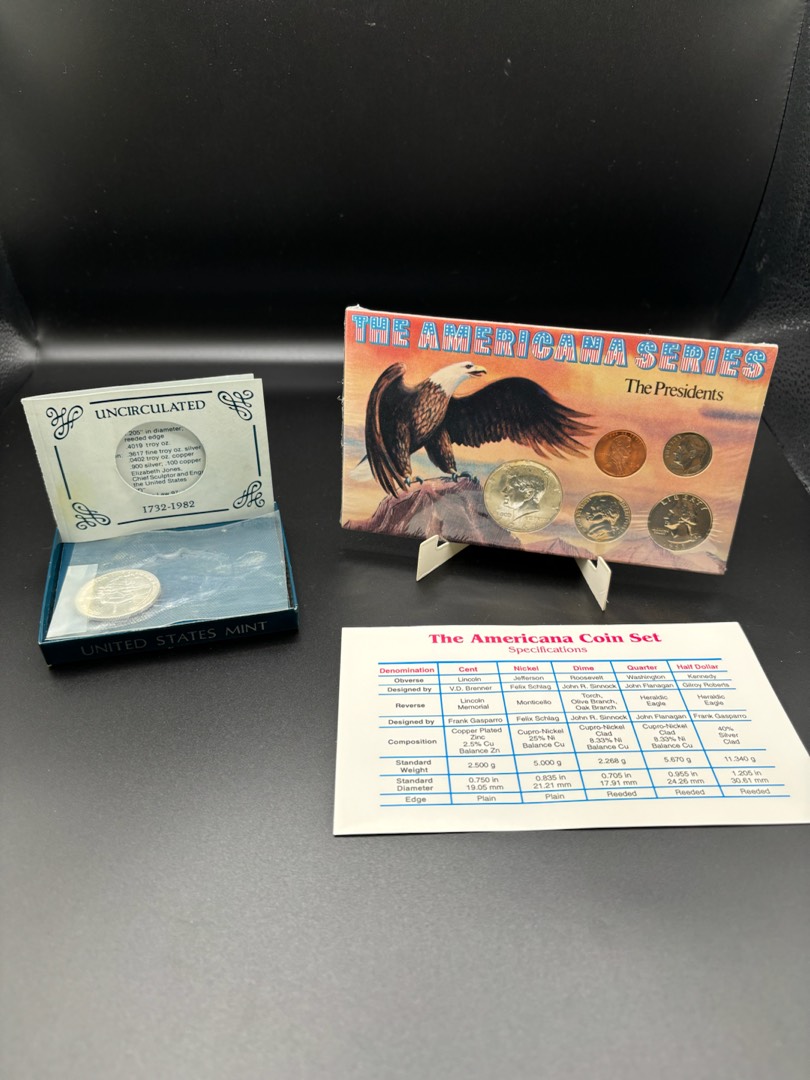 UNCIRCULATED
.205" in diameter,
reeded edge
.4019 troy oz.
.3617 fine troy oz. silver,
.0402 troy oz. copper
.900 silver; .100 copper
Elizabeth Jones,
Chief Sculptor and Engr
the United States
1732-1982
UNITED STATES MINT
THE AMERICANA SERIES
The Presidents
LIBERTY
The Americana Coin Set
Specifications
Denomination Cent Nickel Dime Quarter Half Dollar
Obverse Lincoln Jefferson Roosevelt Washington Kennedy
Designed by V.D. Brenner Felix Schlag John R. Sinnock John Flanagan Gilroy Roberts
Reverse Lincoln Memorial Monticello Torch, Olive Branch, Oak Branch Heraldic Eagle Heraldic Eagle
Designed by Frank Gasparro Felix Schlag John R. Sinnock John Flanagan Frank Gasparro
Composition Copper Plated Zinc 2.5% Cu Balance Zn Cupro-Nickel 25% Ni Balance Cu Cupro-Nickel Clad 8.33% Ni Balance Cu Cupro-Nickel Clad 8.33% Ni Balance Cu 40% Silver Clad
Standard Weight 2.500 g 5.000 g 2.268 g 5.670 g 11.340 g
Standard Diameter 0.750 in 19.05 mm 0.835 in 21.21 mm 0.705 in 17.91 mm 0.955 in 24.26 mm 1.205 in 30.61 mm
Edge Plain Plain Reeded Reeded Reeded